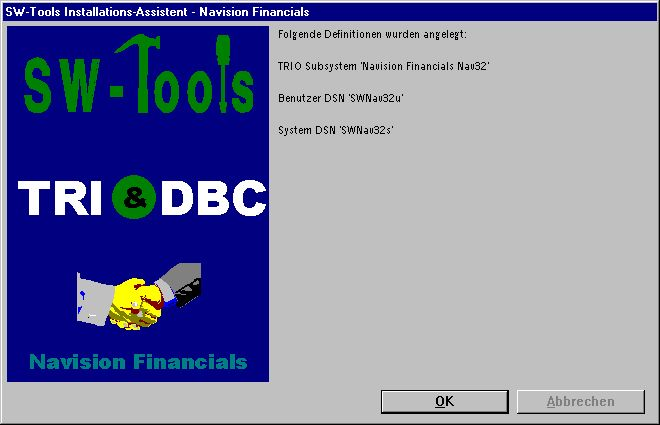 SW-Tools Installations-Assistent - Navision Financials
SW-Tools
TRI & DBC
Navision Financials
Folgende Definitionen wurden angelegt:
TRIO Subsystem 'Navision Financials Nav32'
Benutzer DSN 'SWNav32u'
System DSN 'SWNav32s'
OK
Abbrechen